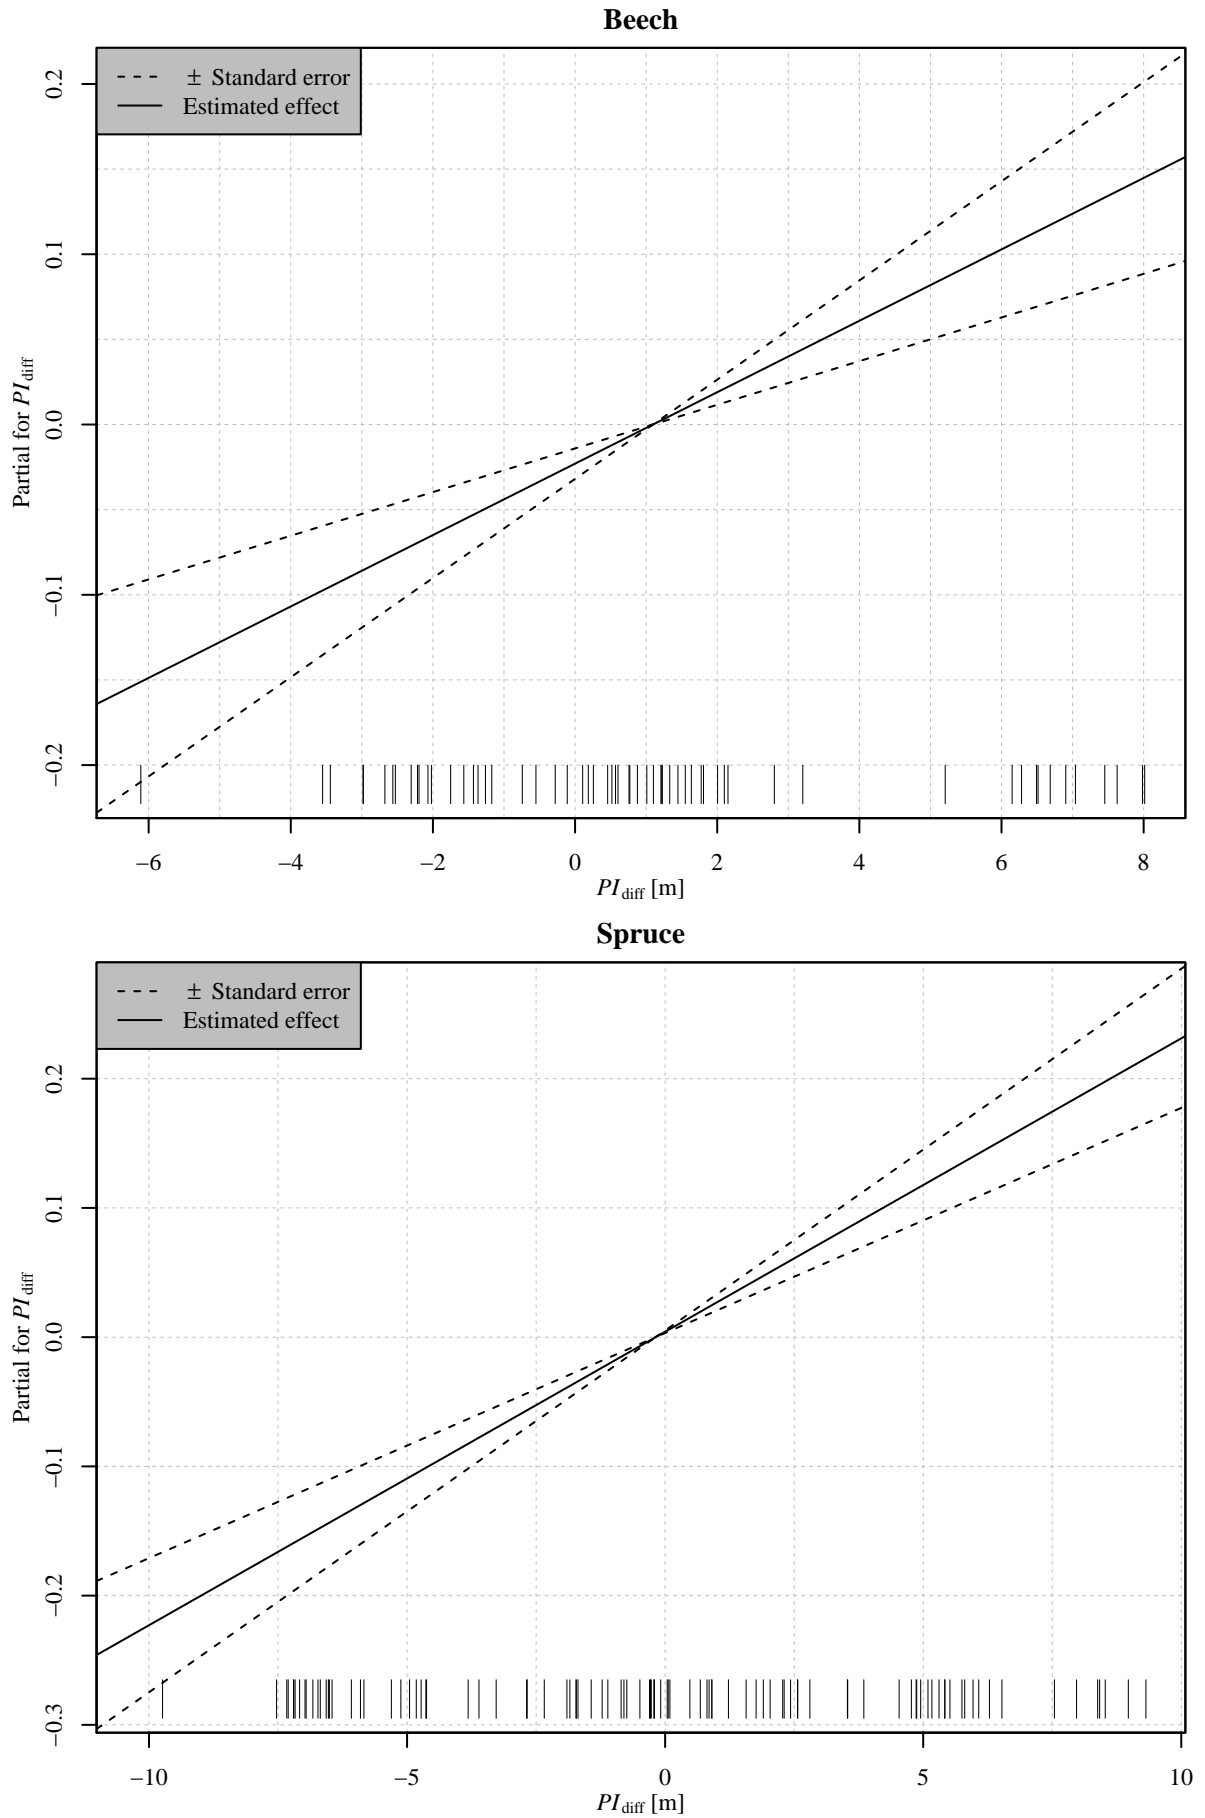 Beech
± Standard error
Estimated effect
0.2
0.1
0.0
−0.1
−0.2
Partial for PIdiff
−6 −4 −2 0 2 4 6 8
PIdiff [m]
Spruce
± Standard error
Estimated effect
0.2
0.1
0.0
−0.1
−0.2
−0.3
Partial for PIdiff
−10 −5 0 5 10
PIdiff [m]